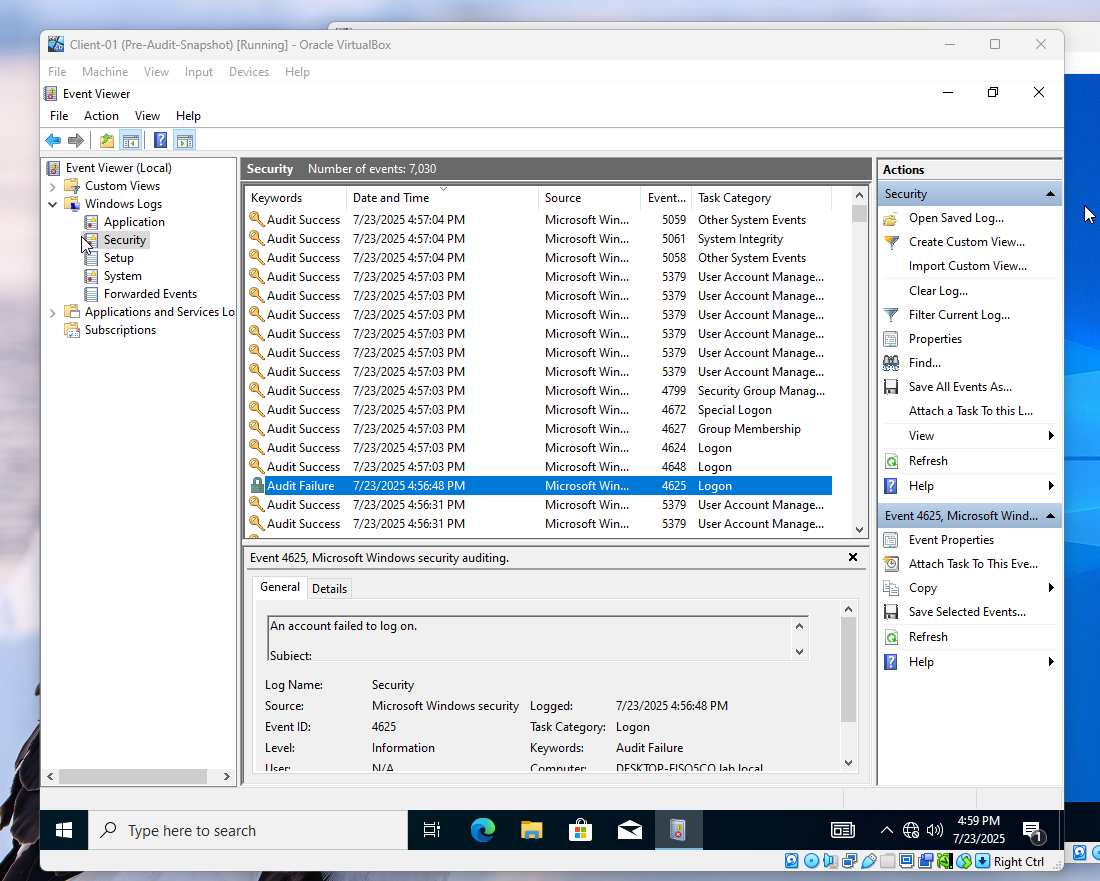 Client-01 (Pre-Audit-Snapshot) [Running] - Oracle VirtualBox
File Machine View Input Devices Help
Event Viewer
File Action View Help
Event Viewer (Local)
Custom Views
Windows Logs
Application
Security
Setup
System
Forwarded Events
Applications and Services Lo
Subscriptions
Security Number of events: 7,030
Keywords Date and Time Source Event... Task Category
Audit Success 7/23/2025 4:57:04 PM Microsoft Win... 5059 Other System Events
Audit Success 7/23/2025 4:57:04 PM Microsoft Win... 5061 System Integrity
Audit Success 7/23/2025 4:57:04 PM Microsoft Win... 5058 Other System Events
Audit Success 7/23/2025 4:57:03 PM Microsoft Win... 5379 User Account Manage...
Audit Success 7/23/2025 4:57:03 PM Microsoft Win... 5379 User Account Manage...
Audit Success 7/23/2025 4:57:03 PM Microsoft Win... 5379 User Account Manage...
Audit Success 7/23/2025 4:57:03 PM Microsoft Win... 5379 User Account Manage...
Audit Success 7/23/2025 4:57:03 PM Microsoft Win... 5379 User Account Manage...
Audit Success 7/23/2025 4:57:03 PM Microsoft Win... 5379 User Account Manage...
Audit Success 7/23/2025 4:57:03 PM Microsoft Win... 4799 Security Group Manag...
Audit Success 7/23/2025 4:57:03 PM Microsoft Win... 4672 Special Logon
Audit Success 7/23/2025 4:57:03 PM Microsoft Win... 4627 Group Membership
Audit Success 7/23/2025 4:57:03 PM Microsoft Win... 4624 Logon
Audit Success 7/23/2025 4:57:03 PM Microsoft Win... 4648 Logon
Audit Failure 7/23/2025 4:56:48 PM Microsoft Win... 4625 Logon
Audit Success 7/23/2025 4:56:31 PM Microsoft Win... 5379 User Account Manage...
Audit Success 7/23/2025 4:56:31 PM Microsoft Win... 5379 User Account Manage...
Event 4625, Microsoft Windows security auditing.
General Details
An account failed to log on.
Subject:
Log Name: Security
Source: Microsoft Windows security Logged: 7/23/2025 4:56:48 PM
Event ID: 4625 Task Category: Logon
Level: Information Keywords: Audit Failure
User: N/A Computer: DESKTOP-FISO5CO.lab.local
Actions
Security
Open Saved Log...
Create Custom View...
Import Custom View...
Clear Log...
Filter Current Log...
Properties
Find...
Save All Events As...
Attach a Task To this L...
View
Refresh
Help
Event 4625, Microsoft Wind...
Event Properties
Attach Task To This Eve...
Copy
Save Selected Events...
Refresh
Help
Type here to search
4:59 PM
7/23/2025
1
Right Ctrl